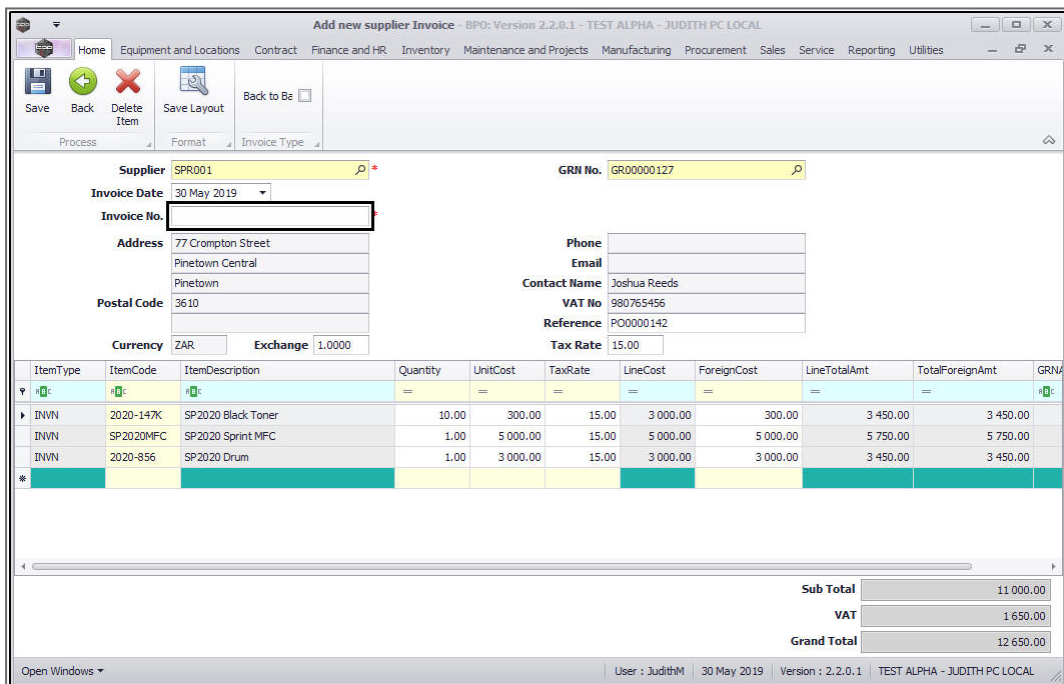 Add new supplier Invoice - BPO: Version 2.2.0.1 - TEST ALPHA - JUDITH PC LOCAL
Home Equipment and Locations Contract Finance and HR Inventory Maintenance and Projects Manufacturing Procurement Sales Service Reporting Utilities
Save Back Delete Item Save Layout Back to Ba
Process Format Invoice Type
Supplier SPR001 * GRN No. GR00000127
Invoice Date 30 May 2019
Invoice No. *
Address 77 Crompton Street Phone
Pinetown Central Email
Pinetown Contact Name Joshua Reeds
Postal Code 3610 VAT No 980765456
Reference PO0000142
Currency ZAR Exchange 1.0000 Tax Rate 15.00
ItemType ItemCode ItemDescription Quantity UnitCost TaxRate LineCost ForeignCost LineTotalAmt TotalForeignAmt GRNA
ABC ABC ABC = = = = = = = ABC
INVN 2020-147K SP2020 Black Toner 10.00 300.00 15.00 3 000.00 300.00 3 450.00 3 450.00
INVN SP2020MFC SP2020 Sprint MFC 1.00 5 000.00 15.00 5 000.00 5 000.00 5 750.00 5 750.00
INVN 2020-856 SP2020 Drum 1.00 3 000.00 15.00 3 000.00 3 000.00 3 450.00 3 450.00
Sub Total 11 000.00
VAT 1 650.00
Grand Total 12 650.00
Open Windows User : JudithM 30 May 2019 Version : 2.2.0.1 TEST ALPHA - JUDITH PC LOCAL